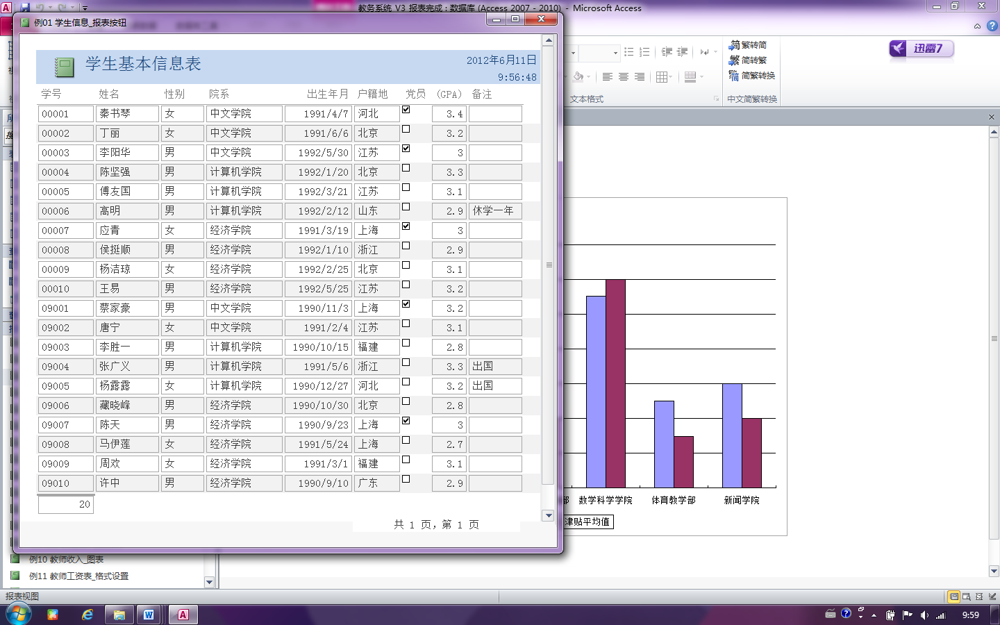 教务系统 V3 报表完成 : 数据库 (Access 2007 - 2010) - Microsoft Access
例01 学生信息_报表按钮
学生基本信息表
2012年6月11日
9:56:48
学号 姓名 性别 院系 出生年月 户籍地 党员 (GPA) 备注
00001 秦书琴 女 中文学院 1991/4/7 河北 3.4
00002 丁丽 女 中文学院 1991/6/6 北京 3.2
00003 李阳华 男 中文学院 1992/5/30 江苏 3
00004 陈坚强 男 计算机学院 1992/1/20 北京 3.3
00005 傅友国 男 计算机学院 1992/3/21 江苏 3.1
00006 高明 男 计算机学院 1992/2/12 山东 2.9 休学一年
00007 应青 女 经济学院 1991/3/19 上海 3
00008 侯挺顺 男 经济学院 1992/1/10 浙江 2.9
00009 杨洁琼 女 经济学院 1992/2/25 北京 3.1
00010 王易 男 经济学院 1992/5/25 江苏 3.2
09001 蔡家豪 男 中文学院 1990/11/3 上海 3.2
09002 唐宁 女 中文学院 1991/2/4 江苏 3.1
09003 李胜一 男 计算机学院 1990/10/15 福建 2.8
09004 张广义 男 计算机学院 1991/5/6 浙江 3.3 出国
09005 杨露露 女 计算机学院 1990/12/27 河北 3.2 出国
09006 藏晓峰 男 经济学院 1990/10/30 北京 2.8
09007 陈天 男 经济学院 1990/9/23 上海 3
09008 马伊莲 女 经济学院 1991/5/24 上海 2.7
09009 周欢 女 经济学院 1991/3/1 福建 3.1
09010 许中 男 经济学院 1990/9/10 广东 2.9
20
共 1 页，第 1 页
繁转简
简转繁
简繁转换
文本格式
中文简繁转换
迅雷7
部 数学科学学院 体育教学部 新闻学院
津贴平均值
例10 教师收入_图表
例11 教师工资表_格式设置
报表视图
9:59